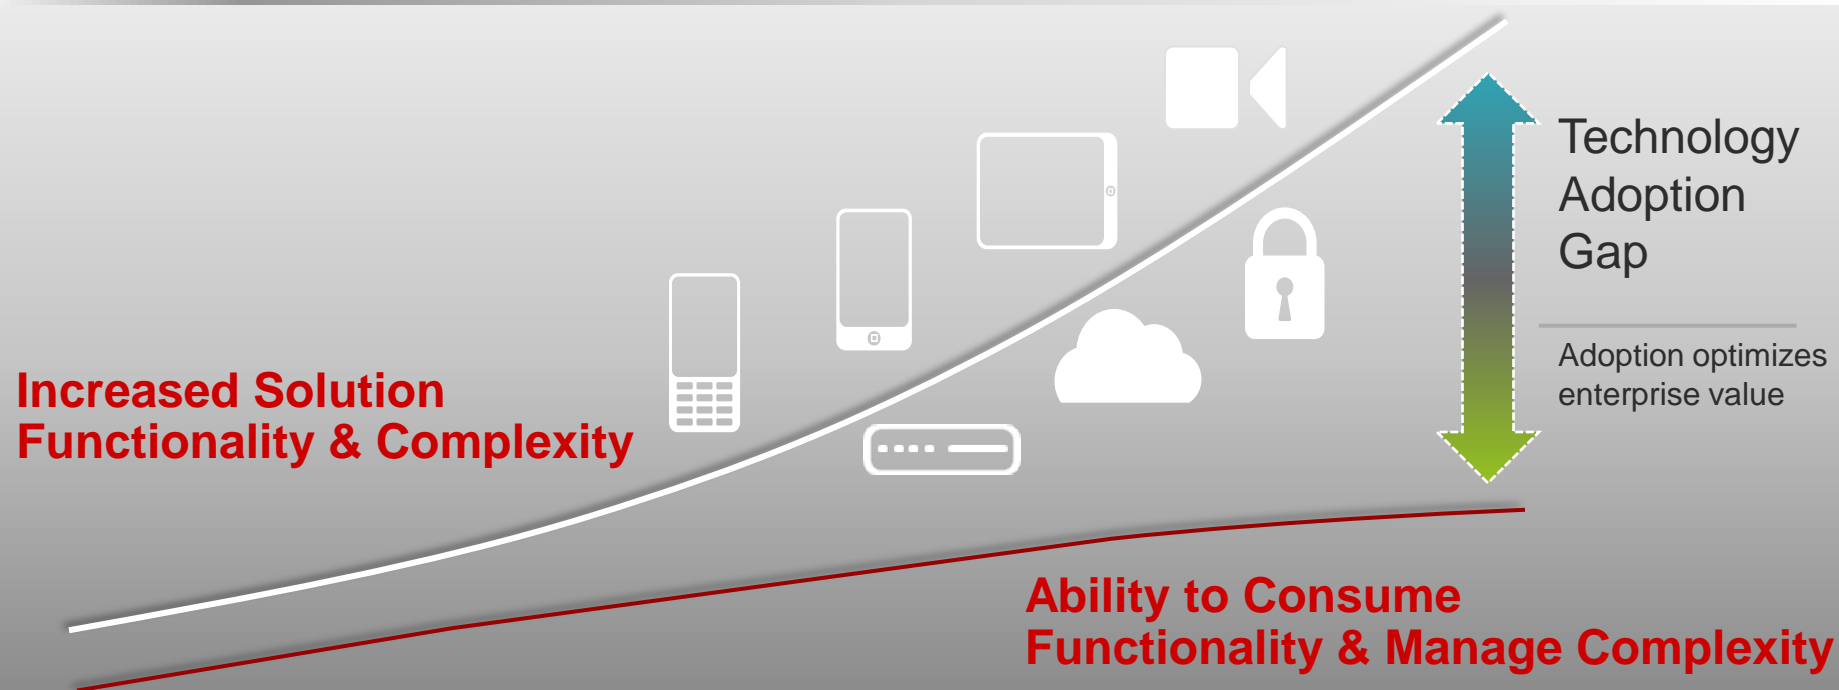 Technology
Adoption
Gap
Adoption optimizes
enterprise value
Increased Solution
Functionality & Complexity
Ability to Consume
Functionality & Manage Complexity